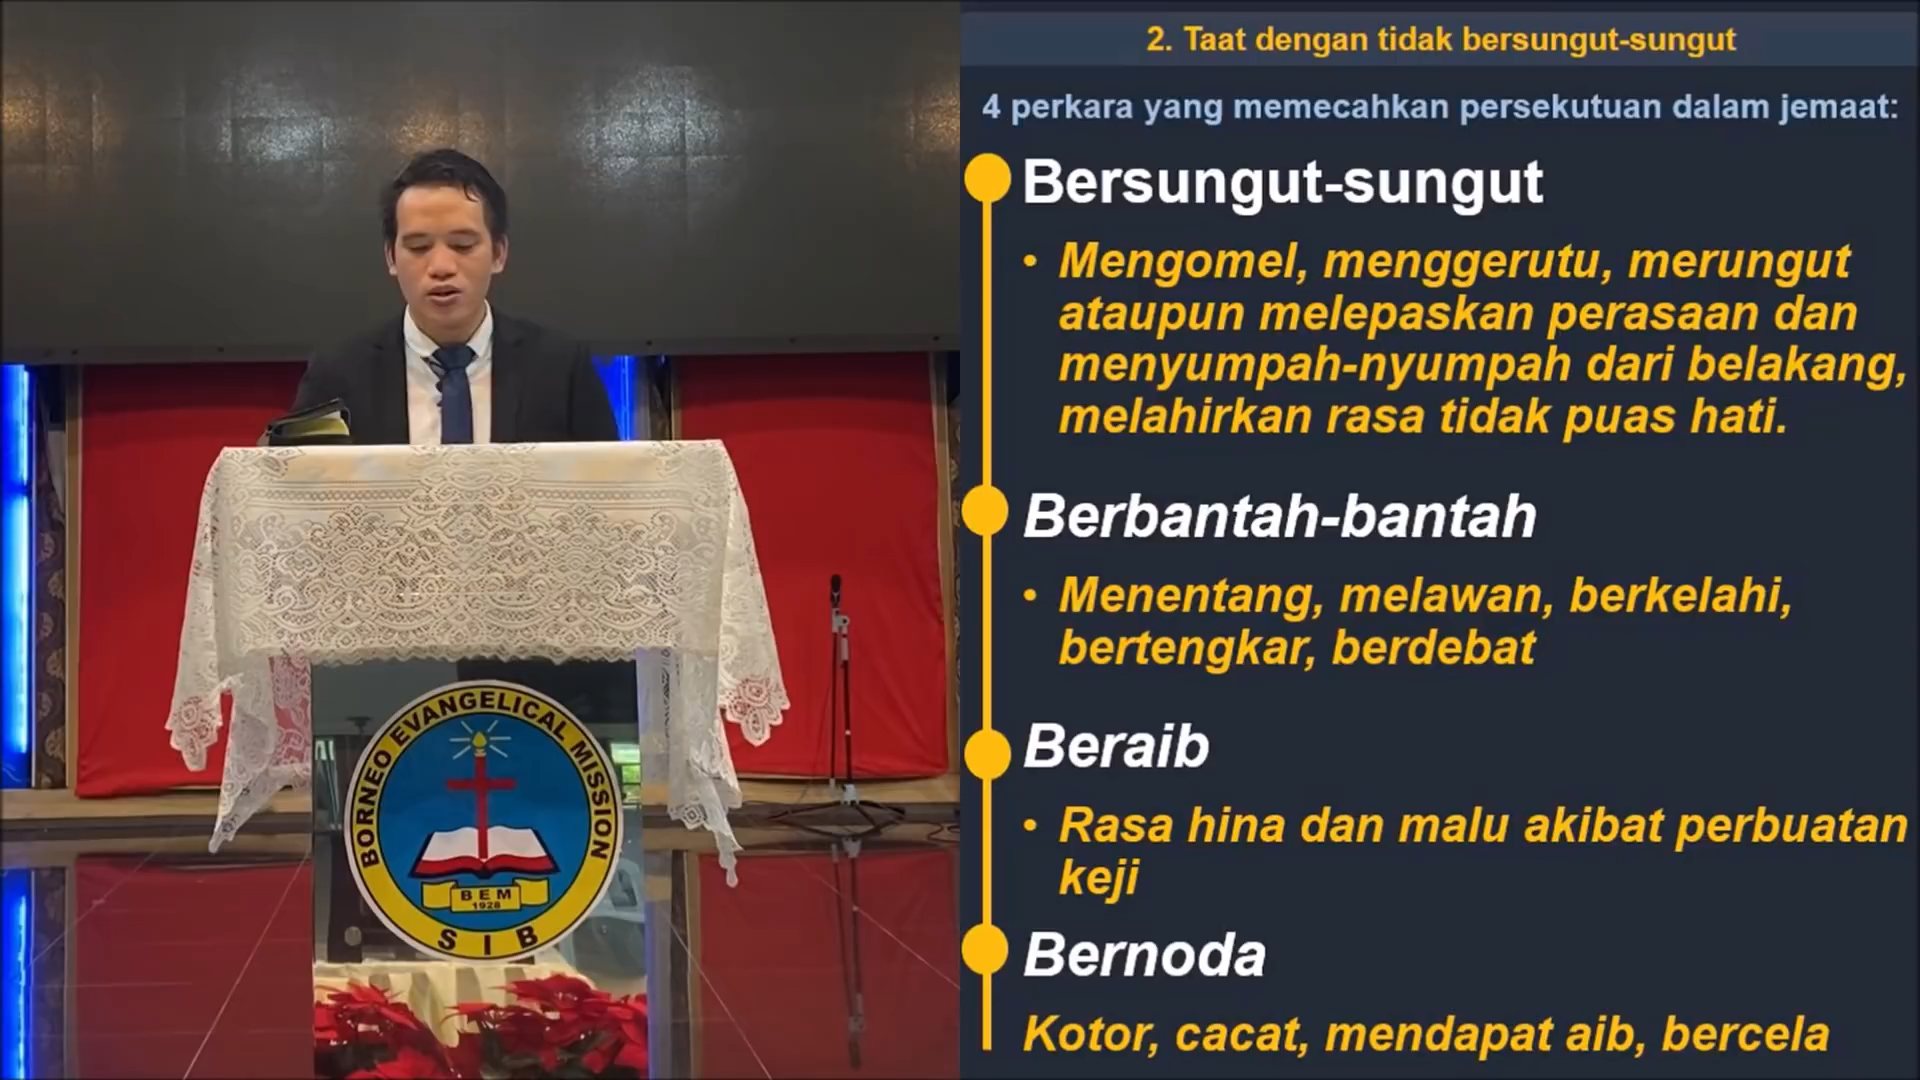 2. Taat dengan tidak bersungut-sungut
4 perkara yang memecahkan persekutuan dalam jemaat:
Bersungut-sungut
• Mengomel, menggerutu, merungut
ataupun melepaskan perasaan dan
menyumpah-nyumpah dari belakang,
melahirkan rasa tidak puas hati.
Berbantah-bantah
• Menentang, melawan, berkelahi,
bertengkar, berdebat
Beraib
• Rasa hina dan malu akibat perbuatan
keji
Bernoda
Kotor, cacat, mendapat aib, bercela
BORNEO EVANGELICAL MISSION
BEM
1928
SIB